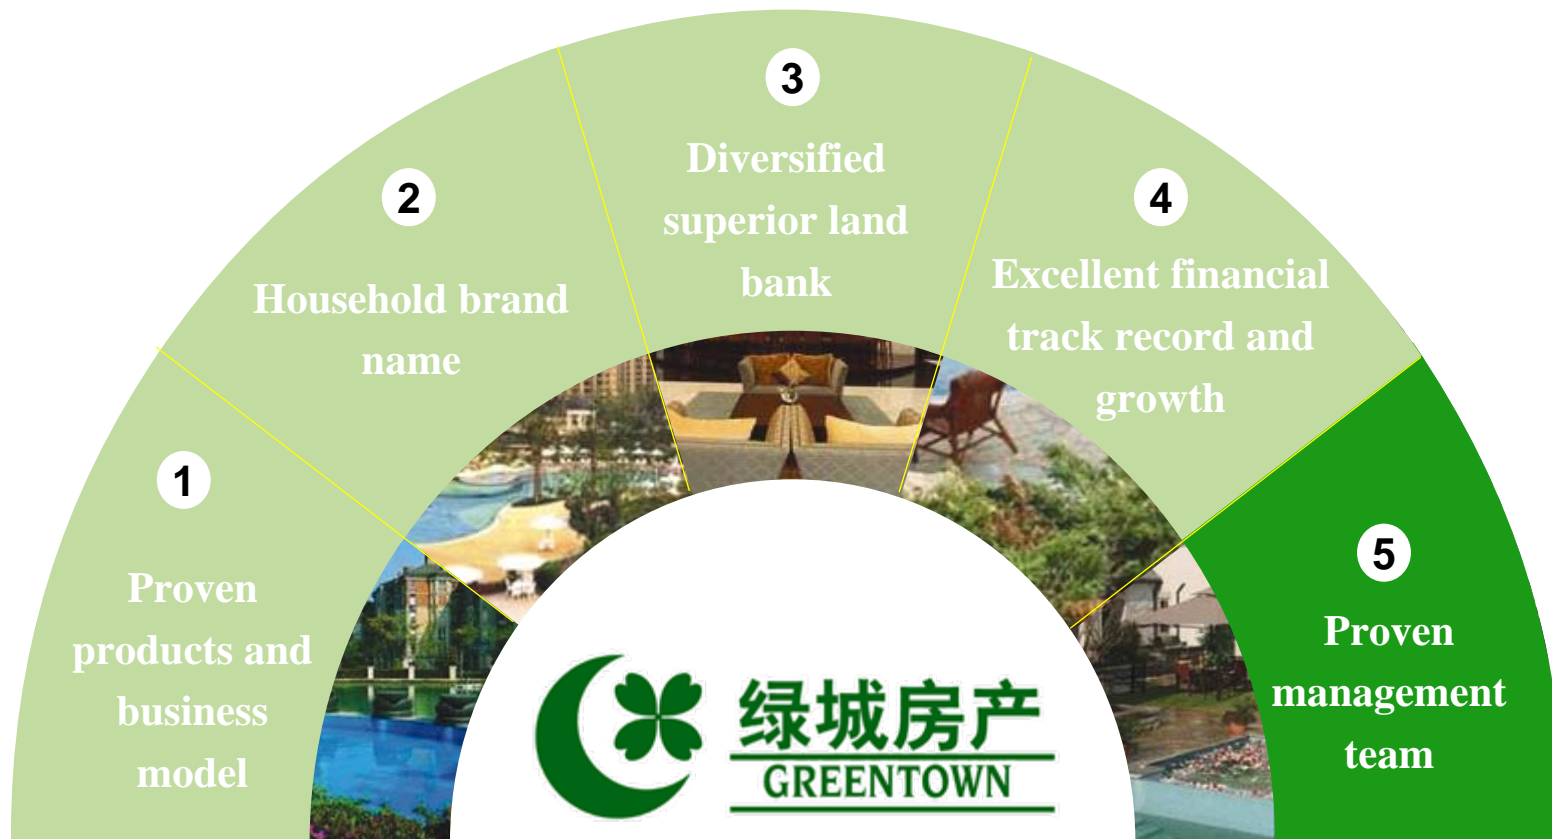 1
Proven
products and
business
model
2
Household brand
name
3
Diversified
superior land
bank
4
Excellent financial
track record and
growth
5
Proven
management
team
绿城房产
GREENTOWN